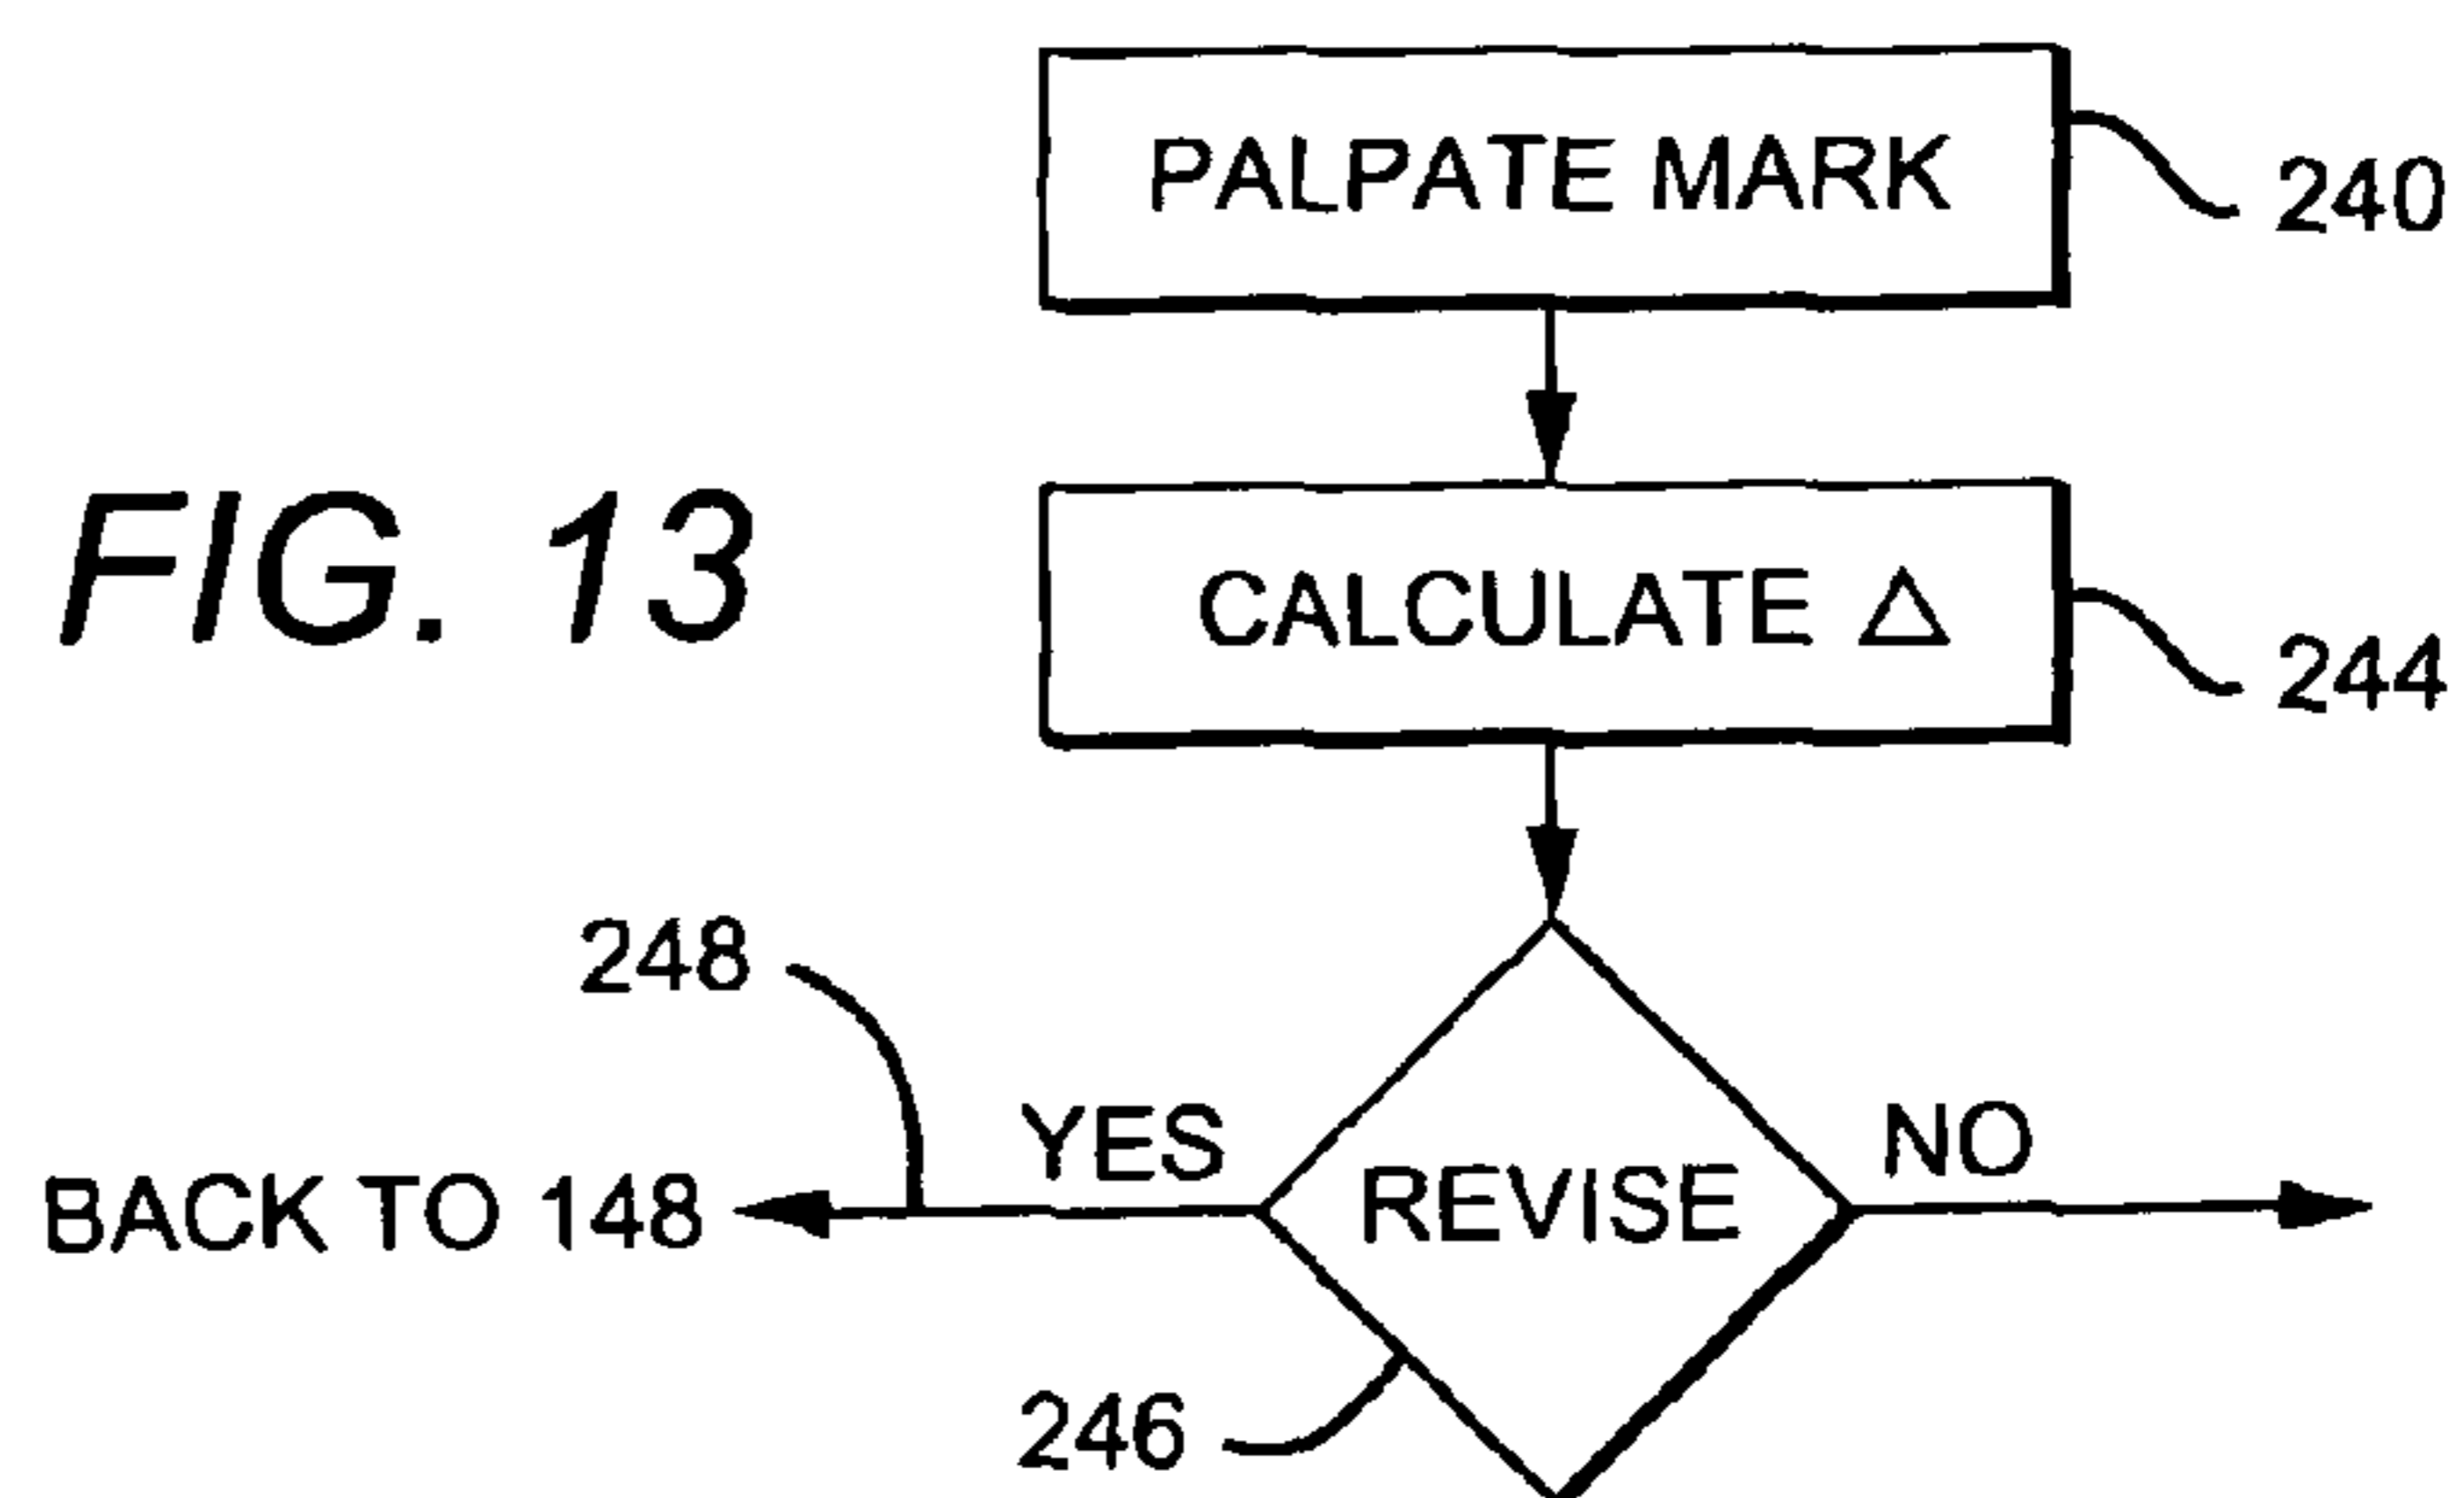 PALPATE MARK
240
FIG. 13
CALCULATE △
244
248
YES
NO
BACK TO 148
REVISE
246